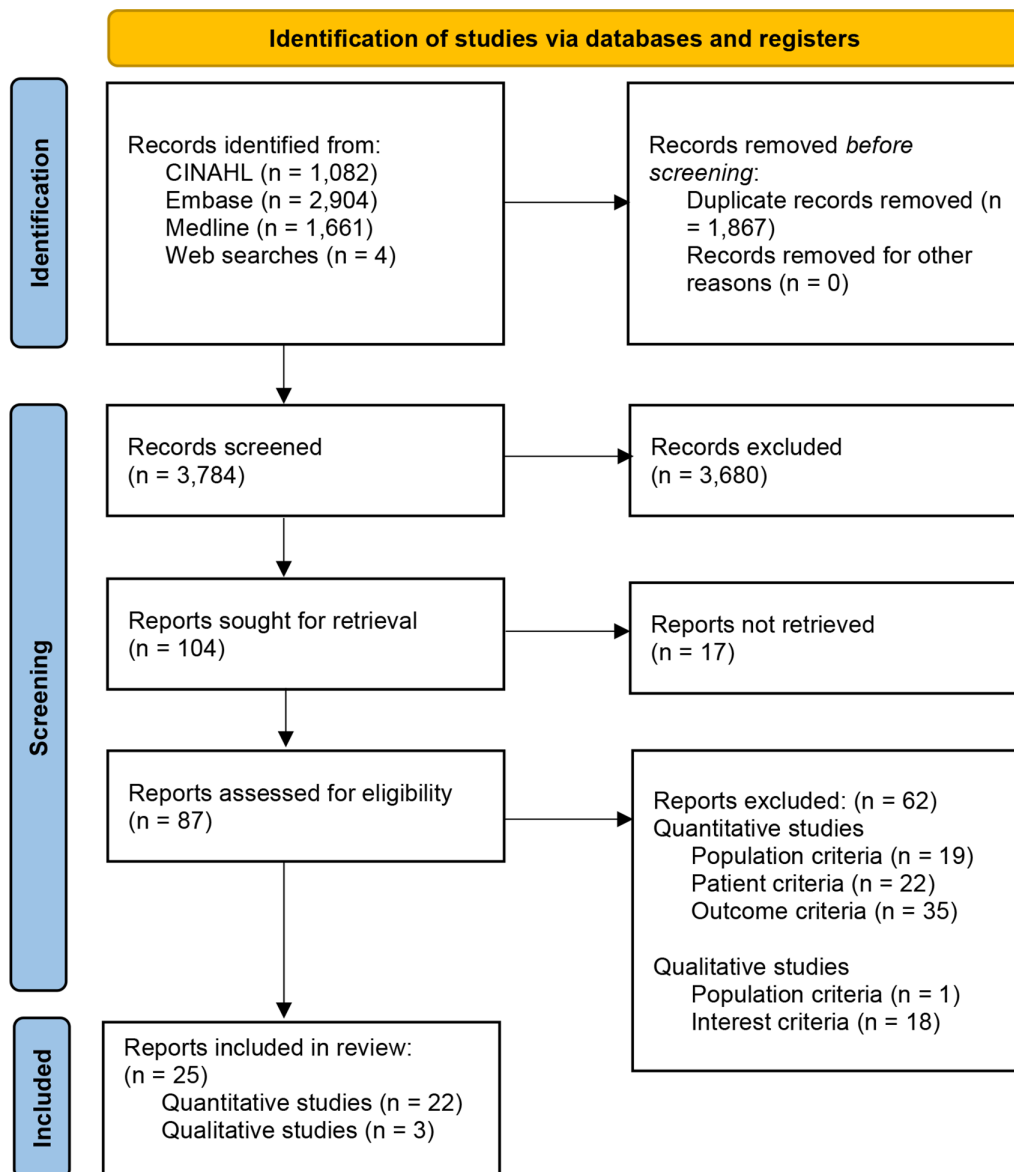 Identification of studies via databases and registers
Identification
Records identified from:
CINAHL (n = 1,082)
Embase (n = 2,904)
Medline (n = 1,661)
Web searches (n = 4)
Records removed before
screening:
Duplicate records removed (n
= 1,867)
Records removed for other
reasons (n = 0)
Screening
Records screened
(n = 3,784)
Records excluded
(n = 3,680)
Reports sought for retrieval
(n = 104)
Reports not retrieved
(n = 17)
Reports assessed for eligibility
(n = 87)
Reports excluded: (n = 62)
Quantitative studies
Population criteria (n = 19)
Patient criteria (n = 22)
Outcome criteria (n = 35)
Qualitative studies
Population criteria (n = 1)
Interest criteria (n = 18)
Included
Reports included in review:
(n = 25)
Quantitative studies (n = 22)
Qualitative studies (n = 3)